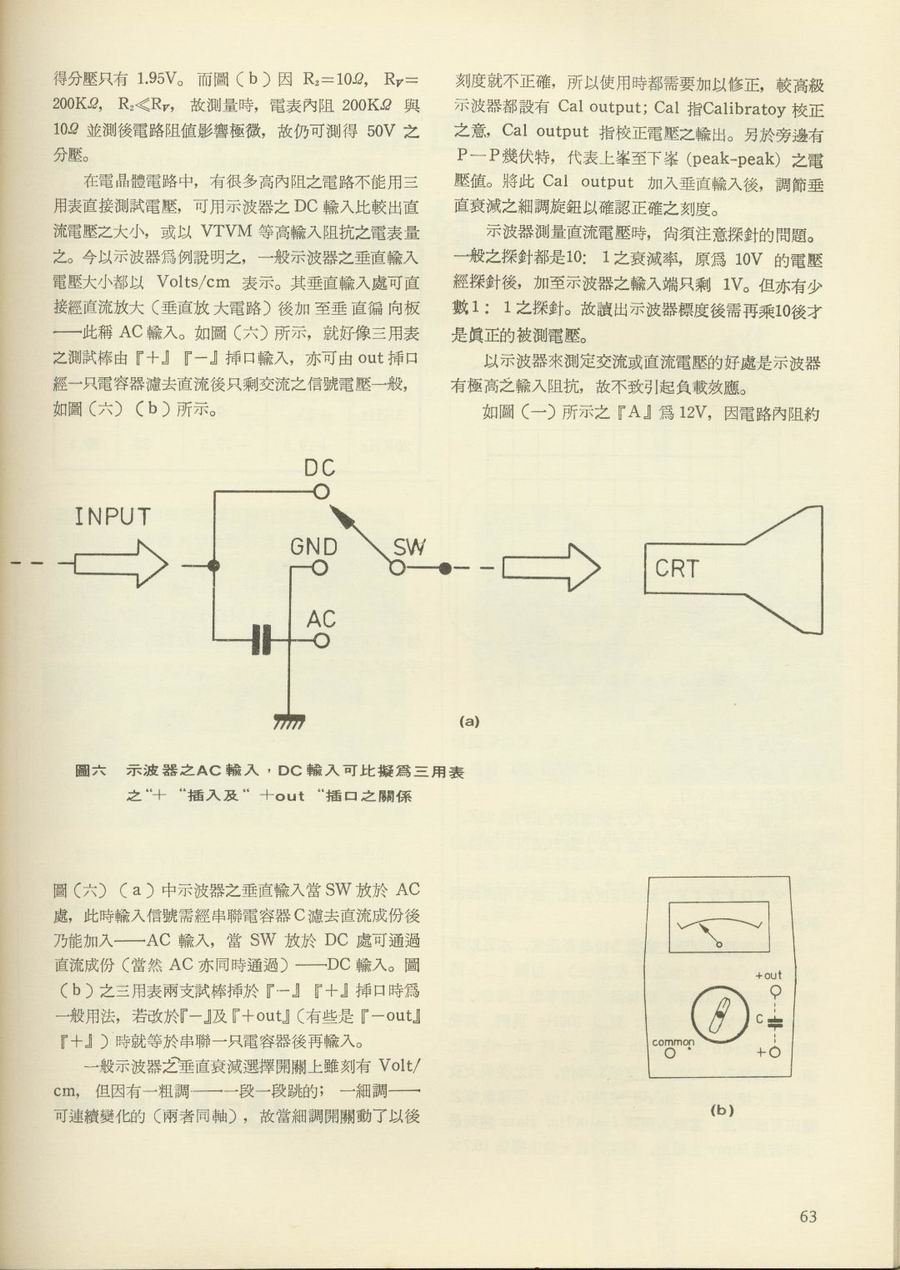 得分壓只有 1.95V。 而圖（b）因 R₂=10Ω， Rᵥ=
200KΩ， R₂≪Rᵥ， 故測量時，電表內阻 200KΩ 與
10Ω 並測後電路阻值影響極微，故仍可測得 50V 之
分壓。
在電晶體電路中，有很多高內阻之電路不能用三
用表直接測試電壓，可用示波器之 DC 輸入比較出直
流電壓之大小，或以 VTVM 等高輸入阻抗之電表量
之。今以示波器爲例說明之，一般示波器之垂直輸入
電壓大小都以 Volts/cm 表示。其垂直輸入處可直
接經直流放大（垂直放 大電路）後加 至垂 直偏 向板
——此稱 AC 輸入。如圖（六）所示，就好像三用表
之測試棒由『＋』『－』挿口輸入，亦可由 out 挿口
經一只電容器濾去直流後只剩交流之信號電壓一般，
如圖（六）（b）所示。
刻度就不正確，所以使用時都需要加以修正，較高級
示波器都設有 Cal output; Cal 指Calibratoy 校正
之意，Cal output 指校正電壓之輸出。另於旁邊有
P—P幾伏特，代表上峯至下峯 (peak-peak) 之電
壓值。將此 Cal output 加入垂直輸入後，調節垂
直衰減之細調旋鈕以確認正確之刻度。
示波器測量直流電壓時，尙須注意探針的問題。
一般之探針都是10：1之衰減率，原爲 10V 的電壓
經探針後，加至示波器之輸入端只剩 1V。但亦有少
數1：1之探針。故讀出示波器標度後需再乘10後才
是眞正的被測電壓。
以示波器來測定交流或直流電壓的好處是示波器
有極高之輸入阻抗，故不致引起負載效應。
如圖（一）所示之『A』爲 12V，因電路內阻約
DC
INPUT
GND
SW
CRT
AC
(a)
圖六 示波器之AC 輸入，DC 輸入可比擬爲三用表
之“＋ “插入及“ ＋out “插口之關係
圖（六）（a）中示波器之垂直輸入當 SW 放於 AC
處，此時輸入信號需經串聯電容器 C 濾去直流成份後
乃能加入——AC 輸入，當 SW 放於 DC 處可通過
直流成份（當然 AC 亦同時通過）——DC 輸入。圖
（b）之三用表兩支試棒挿於『－』『＋』挿口時爲
一般用法，若改於『－』及『＋out』（有些是『－out』
『＋』）時就等於串聯一只電容器後再輸入。
一般示波器之垂直衰減選擇開關上雖刻有 Volt/
cm， 但因有一粗調——一段一段跳的； 一細調——
可連續變化的（兩者同軸），故當細調開關動了以後
+out
C
common
+
(b)
63